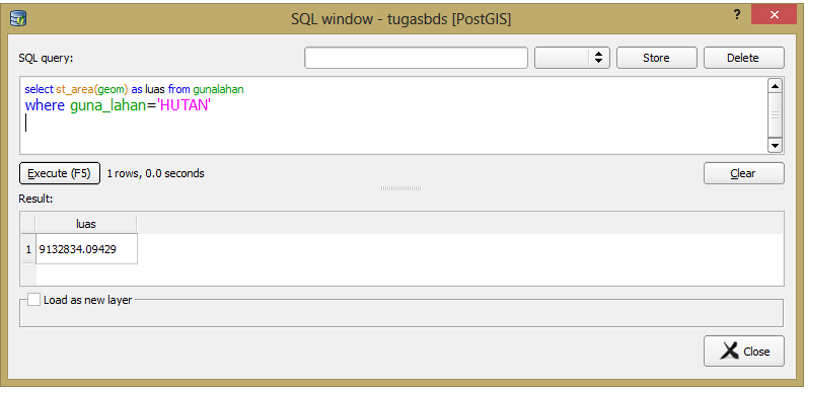 SQL window - tugasbds [PostGIS]
?
SQL query:
Store
Delete
select st_area(geom) as luas from gunalahan
where guna_lahan='HUTAN'
Execute (F5)
1 rows, 0.0 seconds
Clear
Result:
luas
1 9132834.09429
Load as new layer
Close